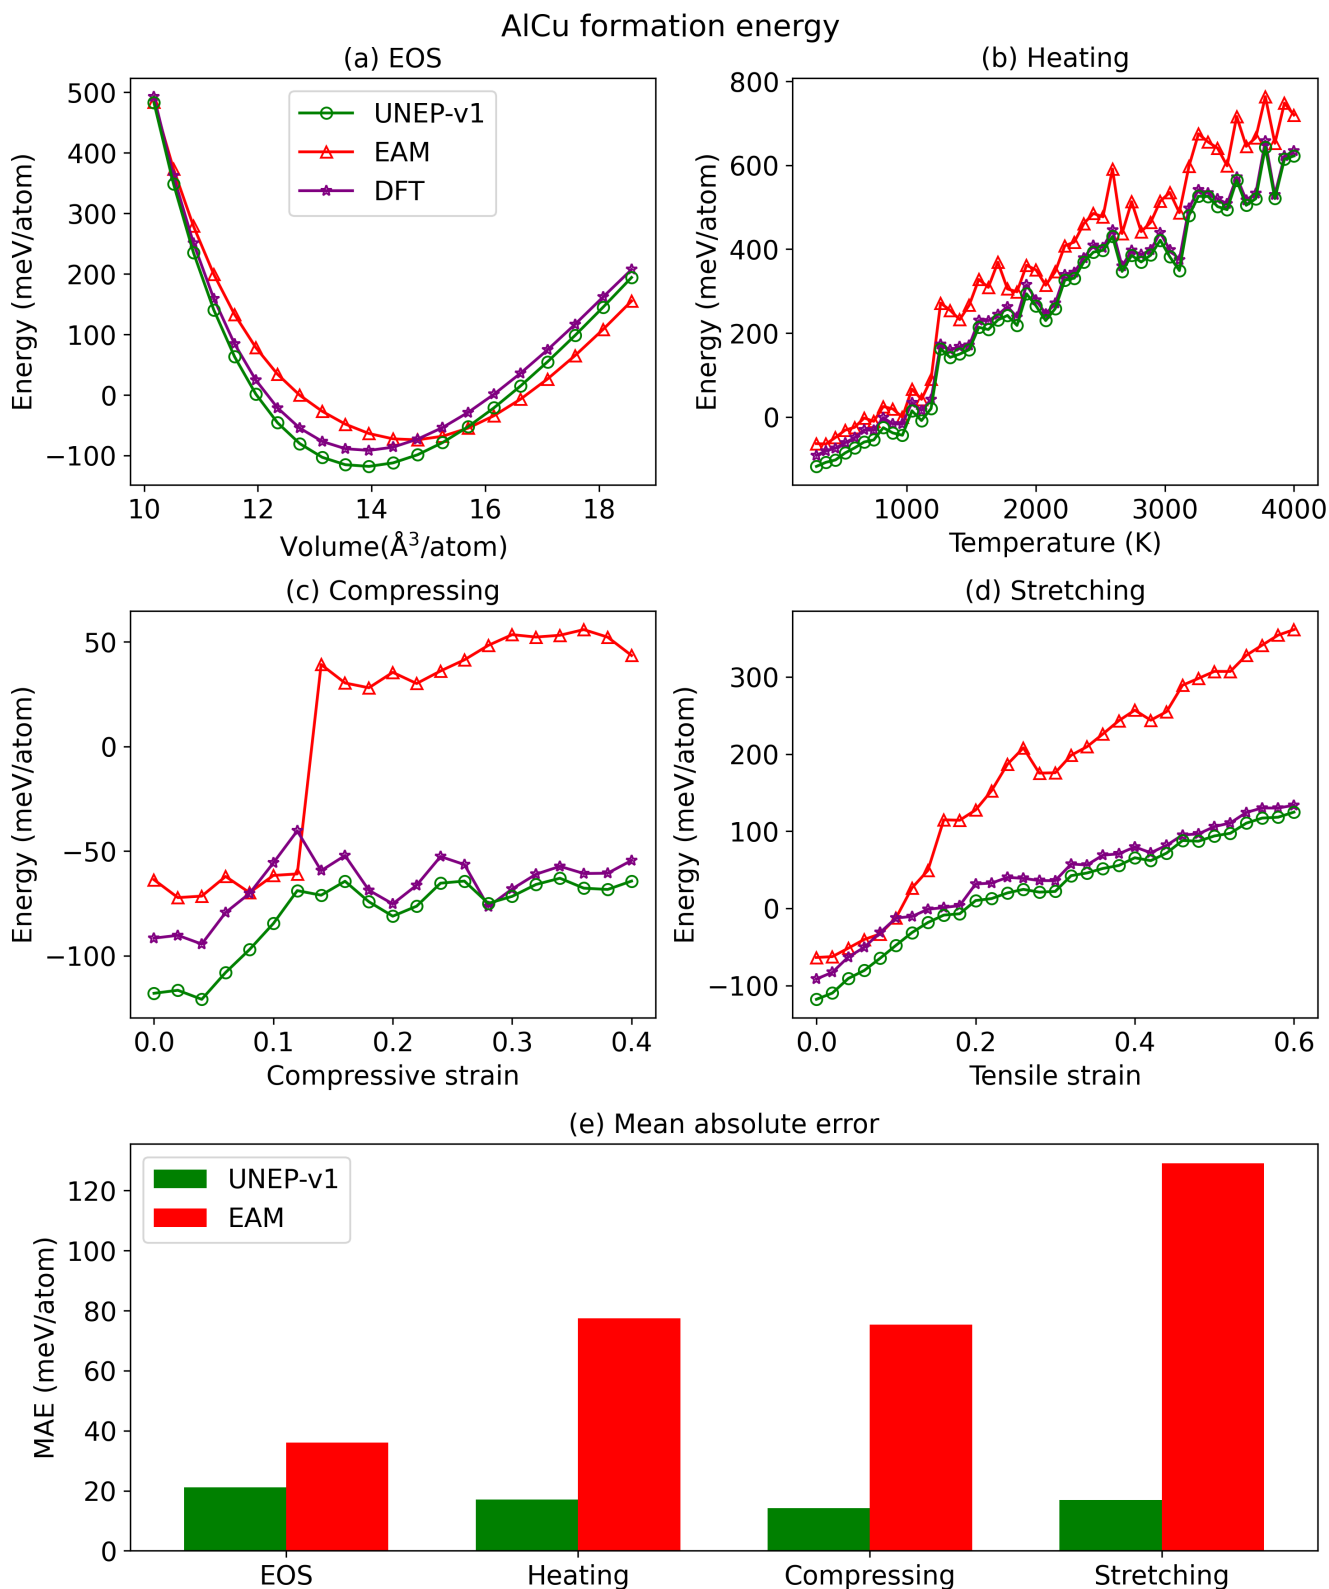 AlCu formation energy
(a) EOS
500
400
300
200
100
0
−100
Energy (meV/atom)
UNEP-v1
EAM
DFT
10
12
14
16
18
Volume(Å³/atom)
(b) Heating
800
600
400
200
0
Energy (meV/atom)
1000
2000
3000
4000
Temperature (K)
(c) Compressing
50
0
−50
−100
Energy (meV/atom)
0.0
0.1
0.2
0.3
0.4
Compressive strain
(d) Stretching
300
200
100
0
−100
Energy (meV/atom)
0.0
0.2
0.4
0.6
Tensile strain
(e) Mean absolute error
120
100
80
60
40
20
0
MAE (meV/atom)
UNEP-v1
EAM
EOS
Heating
Compressing
Stretching